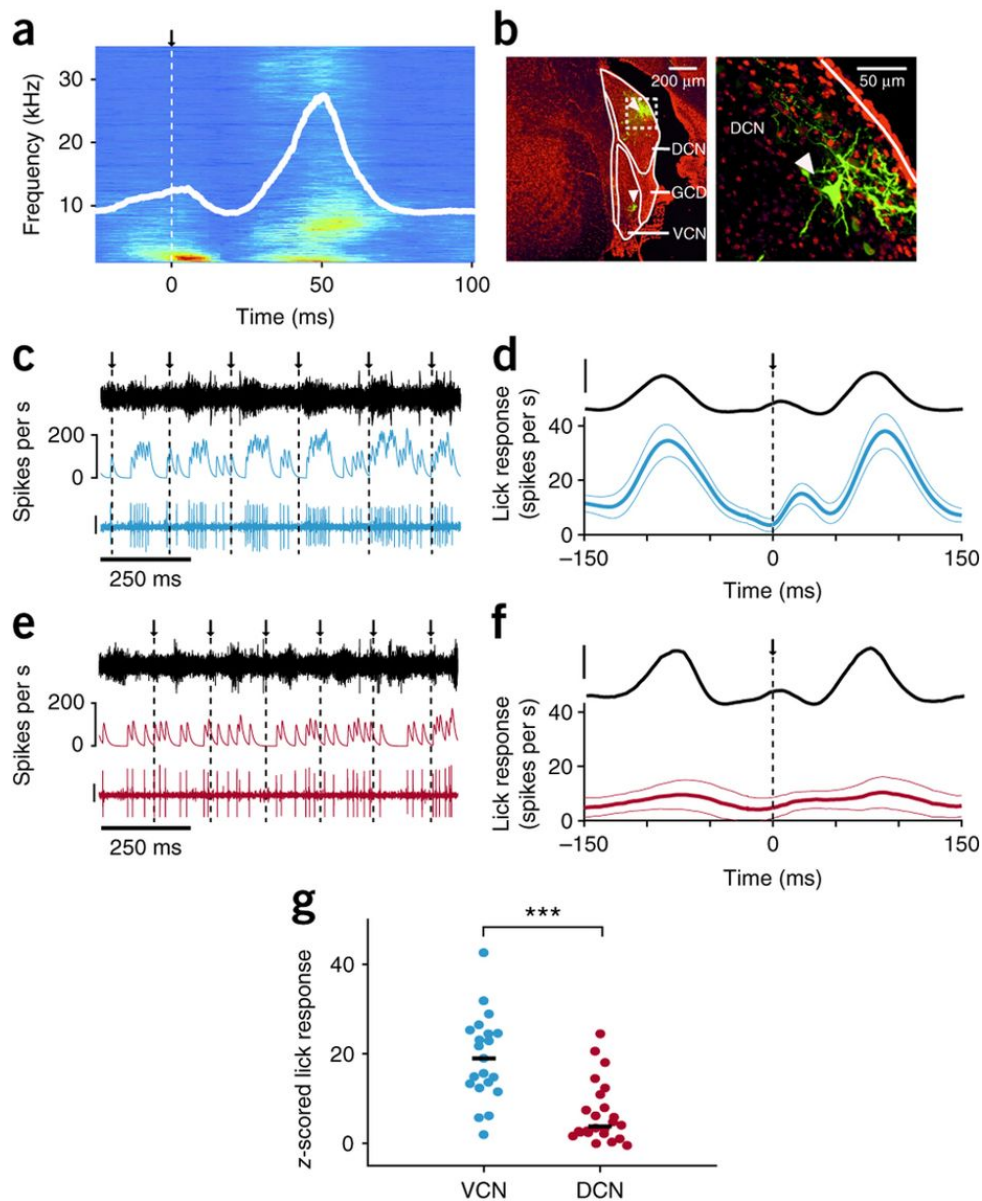 a
Frequency (kHz)
30
20
10
0
50
100
Time (ms)
b
200 μm
DCN
GCD
VCN
50 μm
DCN
c
Spikes per s
200
0
250 ms
d
Lick response
(spikes per s)
40
20
0
–150
0
150
Time (ms)
e
Spikes per s
200
0
250 ms
f
Lick response
(spikes per s)
40
20
0
–150
0
150
Time (ms)
g
***
z-scored lick response
40
20
0
VCN
DCN